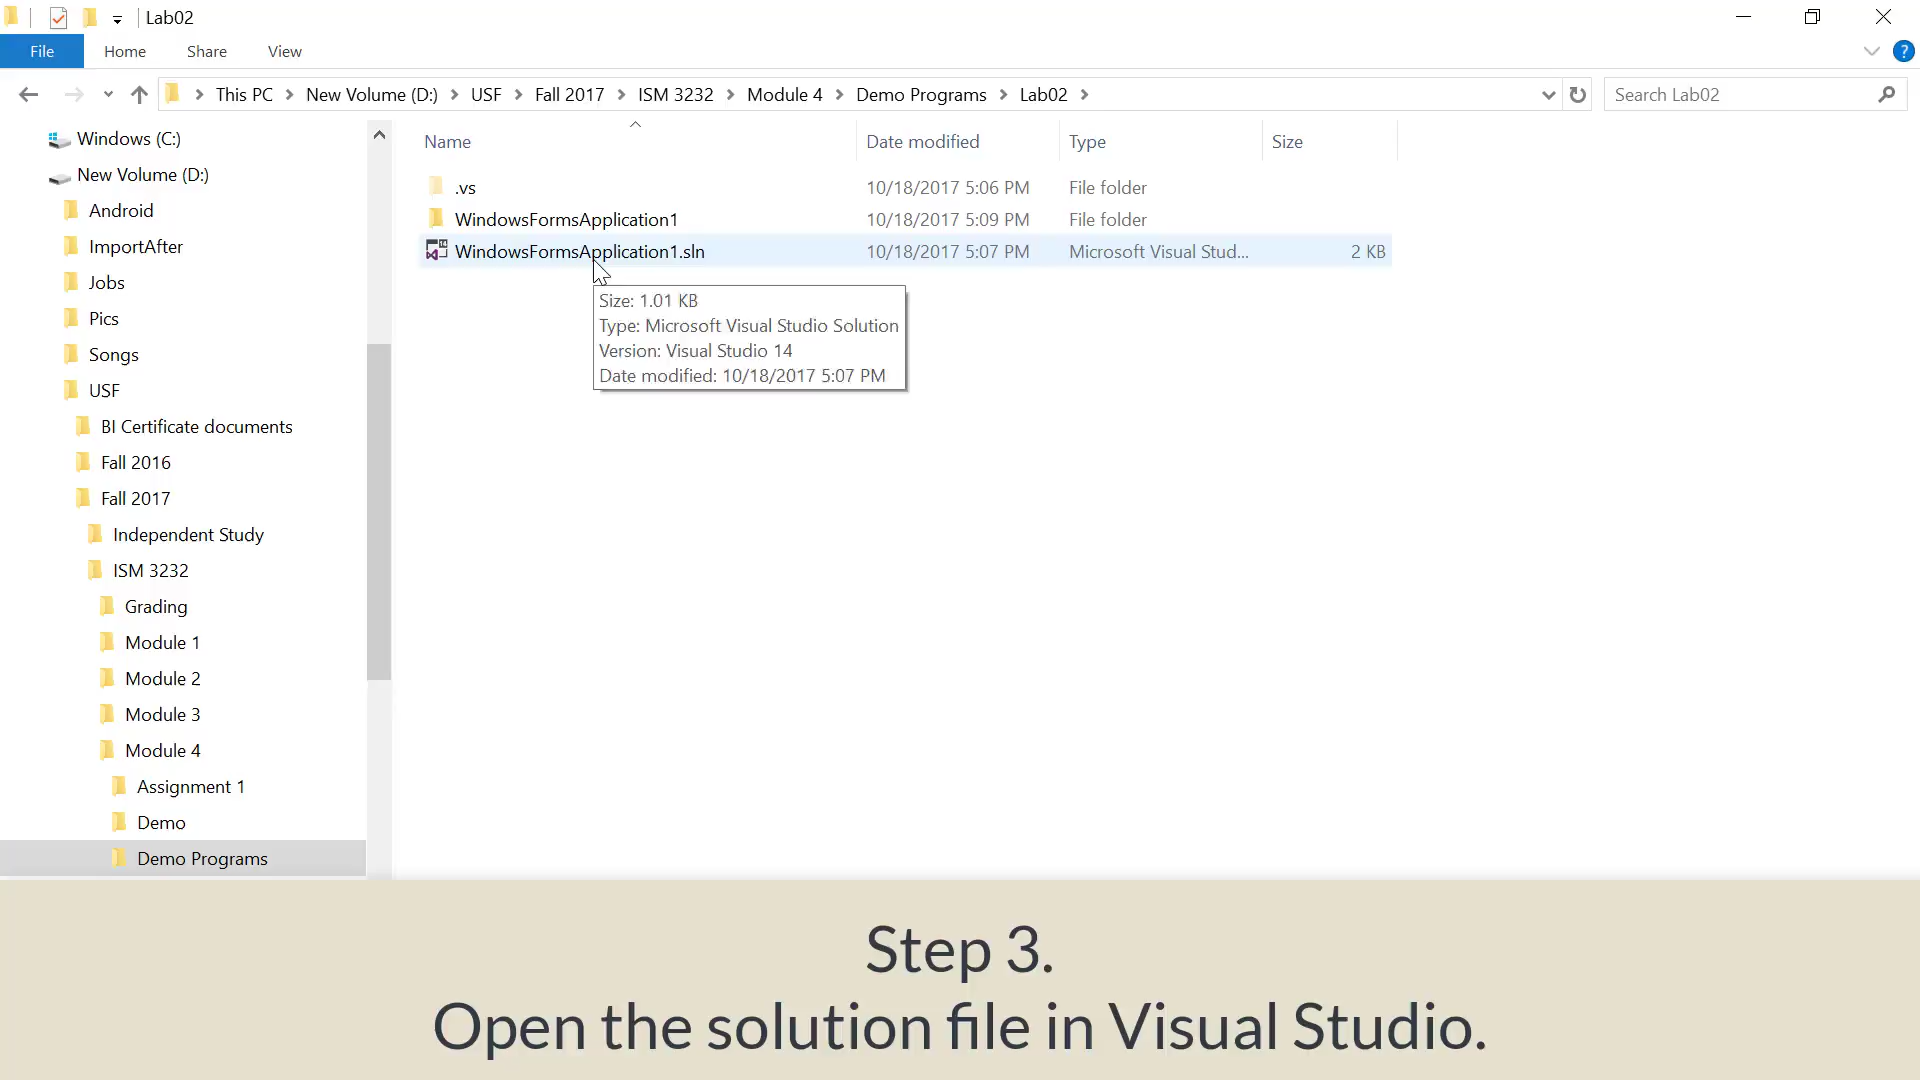 Lab02
File Home Share View
?
This PC New Volume (D:) USF Fall 2017 ISM 3232 Module 4 Demo Programs Lab02
Search Lab02
Windows (C:)
New Volume (D:)
Android
ImportAfter
Jobs
Pics
Songs
USF
BI Certificate documents
Fall 2016
Fall 2017
Independent Study
ISM 3232
Grading
Module 1
Module 2
Module 3
Module 4
Assignment 1
Demo
Demo Programs
Name Date modified Type Size
.vs 10/18/2017 5:06 PM File folder
WindowsFormsApplication1 10/18/2017 5:09 PM File folder
WindowsFormsApplication1.sln 10/18/2017 5:07 PM Microsoft Visual Stud... 2 KB
Size: 1.01 KB
Type: Microsoft Visual Studio Solution
Version: Visual Studio 14
Date modified: 10/18/2017 5:07 PM
Step 3.
Open the solution file in Visual Studio.